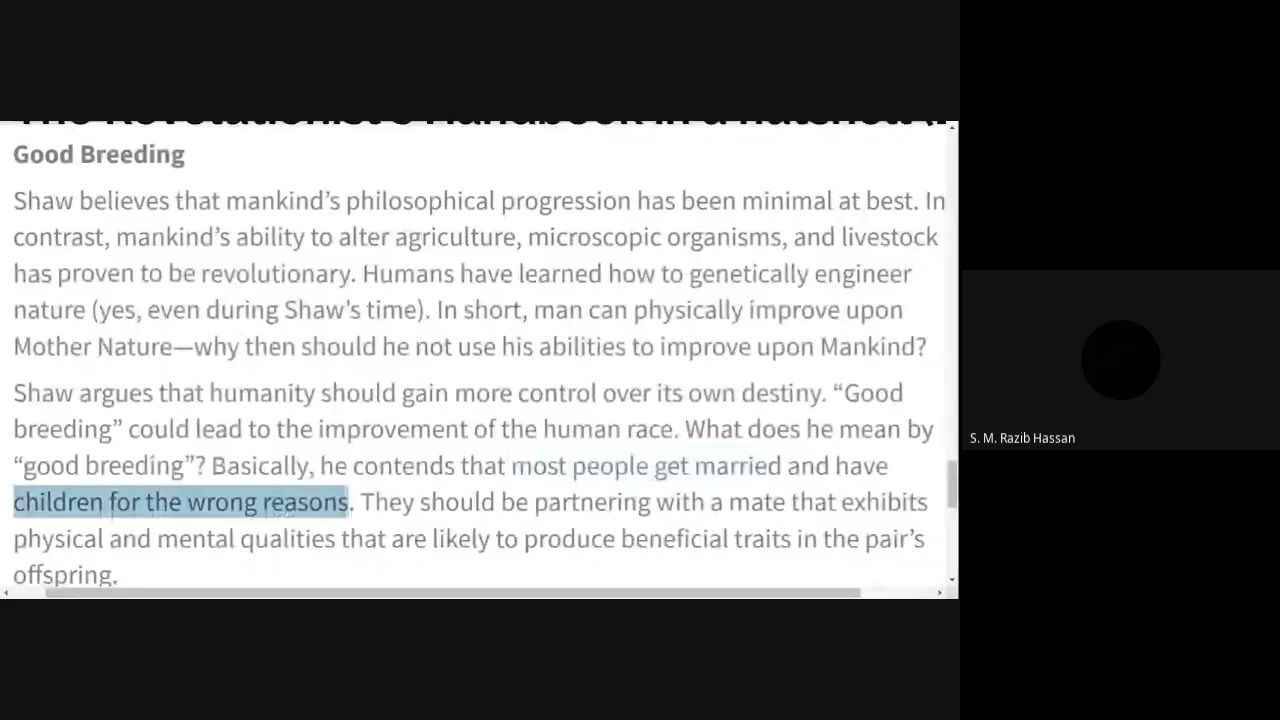 The Revolutionist's Handbook in a Nutshell
Good Breeding
Shaw believes that mankind’s philosophical progression has been minimal at best. In
contrast, mankind’s ability to alter agriculture, microscopic organisms, and livestock
has proven to be revolutionary. Humans have learned how to genetically engineer
nature (yes, even during Shaw’s time). In short, man can physically improve upon
Mother Nature—why then should he not use his abilities to improve upon Mankind?
Shaw argues that humanity should gain more control over its own destiny. “Good
breeding” could lead to the improvement of the human race. What does he mean by
“good breeding”? Basically, he contends that most people get married and have
children for the wrong reasons. They should be partnering with a mate that exhibits
physical and mental qualities that are likely to produce beneficial traits in the pair’s
offspring.
S. M. Razib Hassan